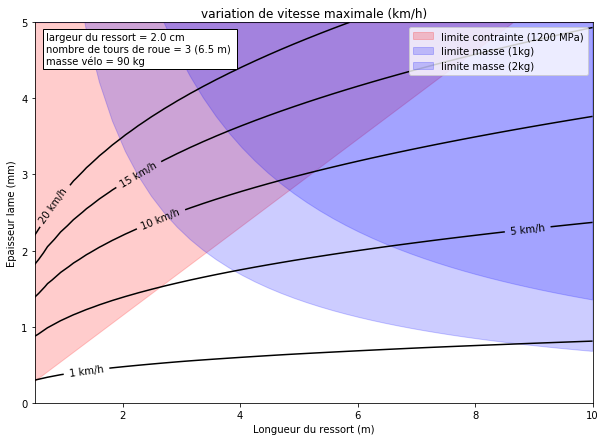 variation de vitesse maximale (km/h)
largeur du ressort = 2.0 cm
nombre de tours de roue = 3 (6.5 m)
masse vélo = 90 kg
limite contrainte (1200 MPa)
limite masse (1kg)
limite masse (2kg)
5
4
3
2
1
0
Epaisseur lame (mm)
20 km/h
15 km/h
10 km/h
5 km/h
1 km/h
2
4
6
8
10
Longueur du ressort (m)